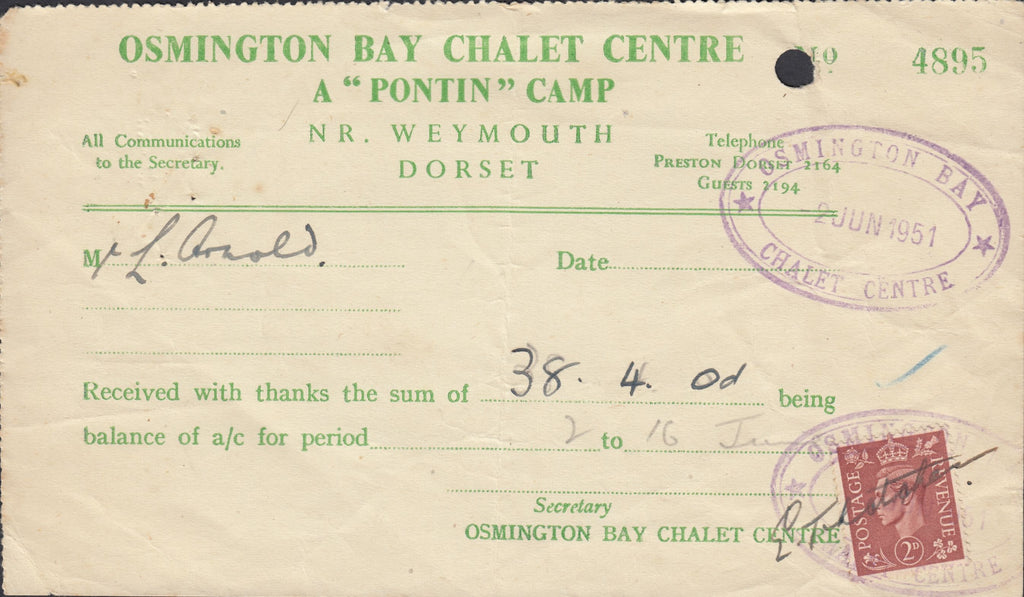 OSMINGTON BAY CHALET CENTRE No 4895
A "PONTIN" CAMP
NR. WEYMOUTH
DORSET
All Communications
to the Secretary.
Telephone
PRESTON DORSET 2164
GUESTS 2194
OSMINGTON BAY
2 JUN 1951
CHALET CENTRE
Mr L. Arnold.
Date
Received with thanks the sum of 38. 4. 0d being
balance of a/c for period 2 to 16 Jun
Secretary
OSMINGTON BAY CHALET CENTRE
OSMINGTON
CENTRE
POSTAGE REVENUE
2D